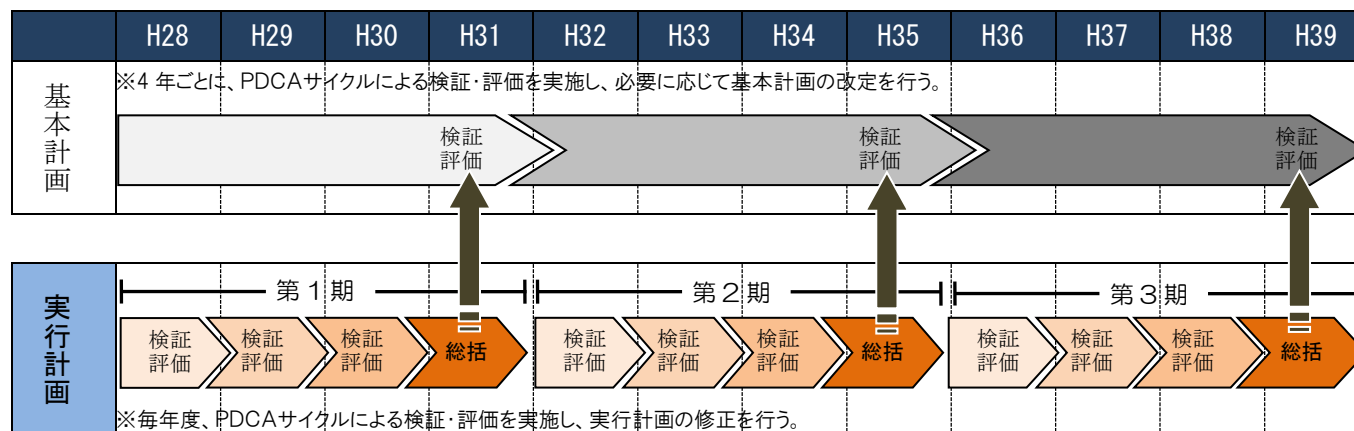 H28 H29 H30 H31 H32 H33 H34 H35 H36 H37 H38 H39
基本計画
※4 年ごとに、PDCAサイクルによる検証・評価を実施し、必要に応じて基本計画の改定を行う。
検証 検証 検証
評価 評価 評価
実行計画
第1期 第2期 第3期
検証 検証 検証 総括 検証 検証 検証 総括 検証 検証 検証 総括
評価 評価 評価 評価 評価 評価 評価 評価 評価
※毎年度、PDCAサイクルによる検証・評価を実施し、実行計画の修正を行う。